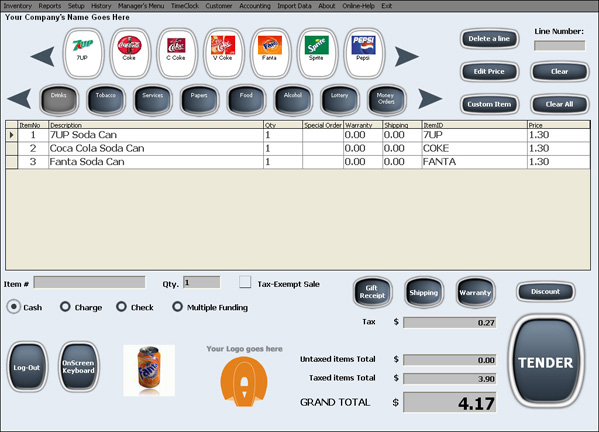 Inventory Reports Setup History Manager's Menu TimeClock Customer Accounting Import Data About Online-Help Exit
Your Company's Name Goes Here
7UP Coke C Coke V Coke Fanta Sprite Pepsi
Delete a line Line Number:
Edit Price Clear
Drinks Tobacco Services Papers Food Alcohol Lottery Money Orders
Custom Item Clear All
ItemNo Description Qty Special Order Warranty Shipping ItemID Price
1 7UP Soda Can 1 0.00 0.00 7UP 1.30
2 Coca Cola Soda Can 1 0.00 0.00 COKE 1.30
3 Fanta Soda Can 1 0.00 0.00 FANTA 1.30
Item # Qty. 1 Tax-Exempt Sale
Gift Receipt Shipping Warranty Discount
Cash Charge Check Multiple Funding
Tax $ 0.27
Your Logo goes here
Log-Out OnScreen Keyboard
Fanta
Untaxed items Total $ 0.00
Taxed items Total $ 3.90
TENDER
GRAND TOTAL $ 4.17